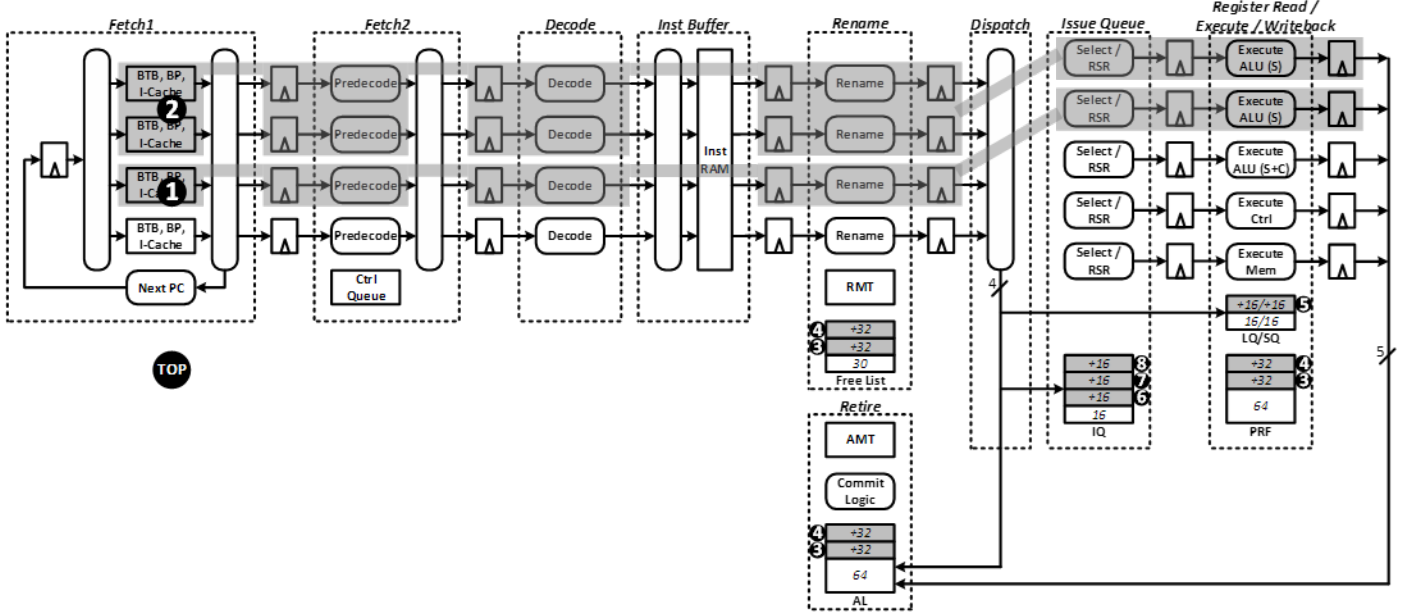 Fetch1
Fetch2
Decode
Inst Buffer
Rename
Dispatch
Issue Queue
Register Read /
Execute / Writeback
BTB, BP,
I-Cache
2
BTB, BP,
I-Cache
BTB, BP,
I-Cache
1
BTB, BP,
I-Cache
Next PC
TOP
Predecode
Predecode
Predecode
Predecode
Ctrl
Queue
Decode
Decode
Decode
Decode
Inst
RAM
Rename
Rename
Rename
Rename
RMT
4
+32
3
+32
30
Free List
Retire
AMT
Commit
Logic
4
+32
3
+32
64
AL
4
Select /
RSR
Select /
RSR
Select /
RSR
Select /
RSR
Select /
RSR
+16
8
+16
7
+16
6
16
IQ
Execute
ALU (S)
Execute
ALU (S)
Execute
ALU (S+C)
Execute
Ctrl
Execute
Mem
+16/+16
5
16/16
LQ/SQ
+32
4
+32
3
64
PRF
5